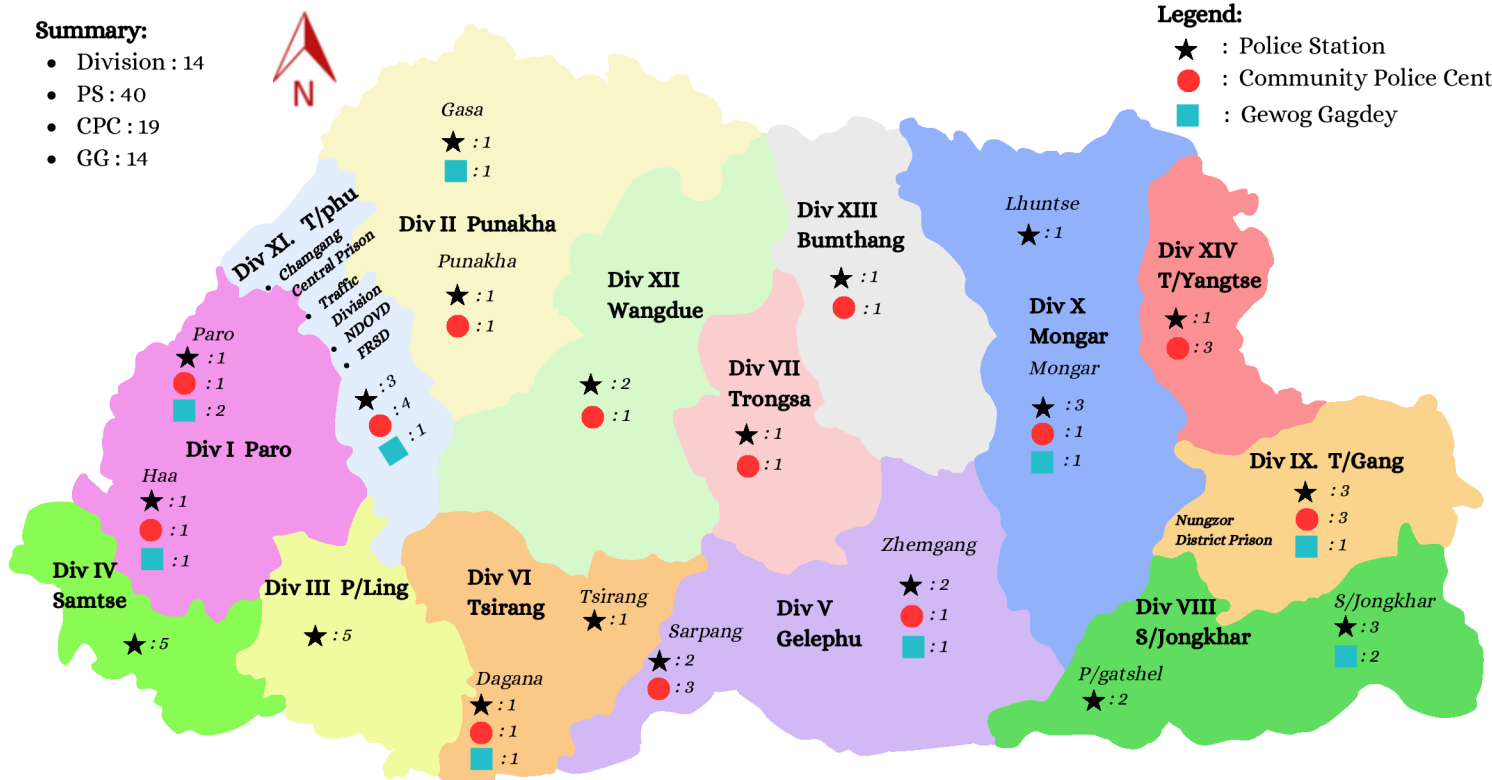 Summary:
• Division : 14
• PS : 40
• CPC : 19
• GG : 14
N
Legend:
: Police Station
: Community Police Cent
: Gewog Gagdey
Gasa
: 1
: 1
Div II Punakha
Punakha
: 1
: 1
Div XI. T/phu
• Chamgang
Central Prison
• Traffic
Division
• NDOVD
• FRSD
: 3
: 4
: 1
Paro
: 1
: 1
: 2
Div I Paro
Haa
: 1
: 1
: 1
Div XII
Wangdue
: 2
: 1
Div XIII
Bumthang
: 1
: 1
Div VII
Trongsa
: 1
: 1
Lhuntse
: 1
Div X
Mongar
Mongar
: 3
: 1
: 1
Div XIV
T/Yangtse
: 1
: 3
Div IX. T/Gang
: 3
: 3
: 1
Nungzor
District Prison
Div IV
Samtse
: 5
Div III P/Ling
: 5
Div VI
Tsirang
Tsirang
: 1
Dagana
: 1
: 1
: 1
Sarpang
: 2
: 3
Div V
Gelephu
Zhemgang
: 2
: 1
: 1
Div VIII
S/Jongkhar
S/Jongkhar
: 3
: 2
P/gatshel
: 2